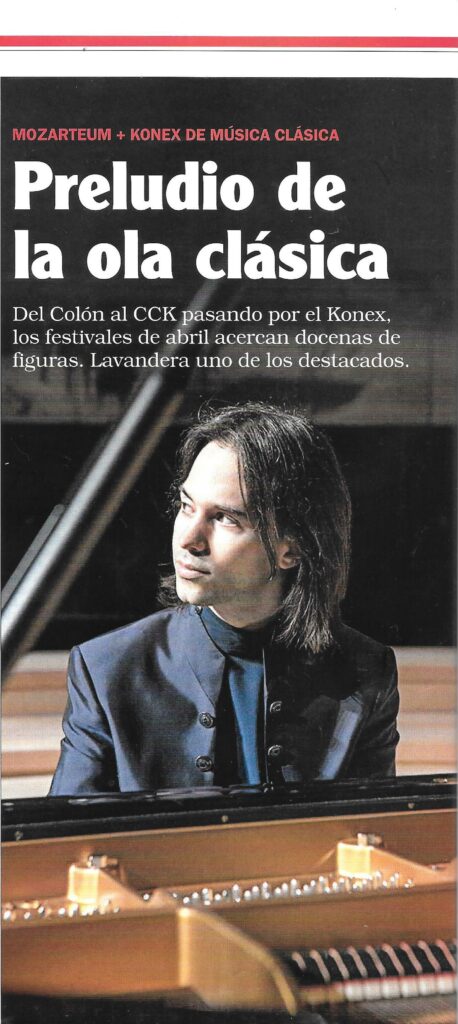 MOZARTEUM + KONEX DE MÚSICA CLÁSICA
Preludio de
la ola clásica
Del Colón al CCK pasando por el Konex,
los festivales de abril acercan docenas de
figuras. Lavandera uno de los destacados.